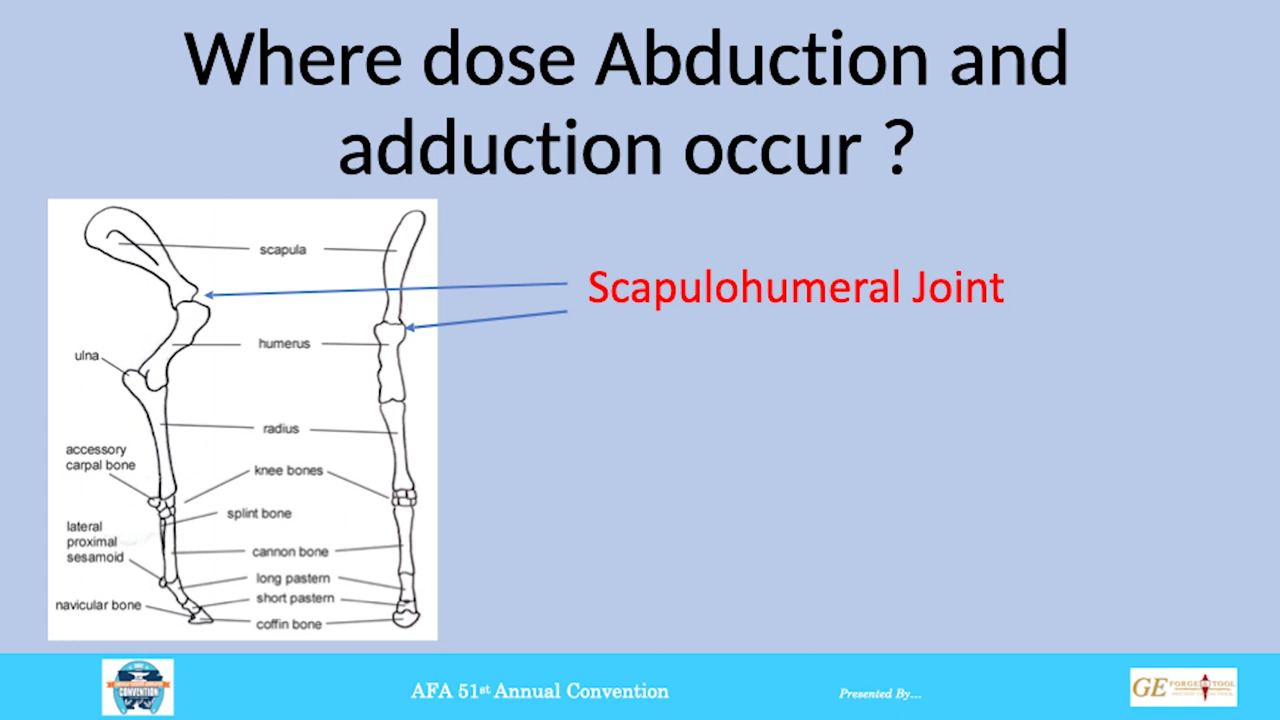 Where dose Abduction and
adduction occur ?
Scapulohumeral Joint
scapula
humerus
ulna
radius
accessory
carpal bone
knee bones
splint bone
lateral
proximal
sesamoid
cannon bone
long pastern
short pastern
navicular bone
coffin bone
CONVENTION
AFA 51st Annual Convention
Presented By...
GE FORGE & TOOL